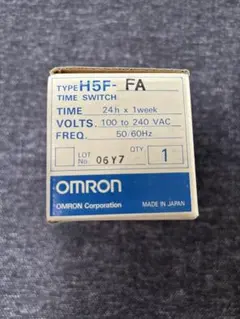 TYPE H5F- FA
TIME SWITCH
TIME 24h x 1week
VOLTS. 100 to 240 VAC
FREQ. 50/60Hz
LOT No. 06Y7 QTY 1
OMRON
OMRON Corporation MADE IN JAPAN